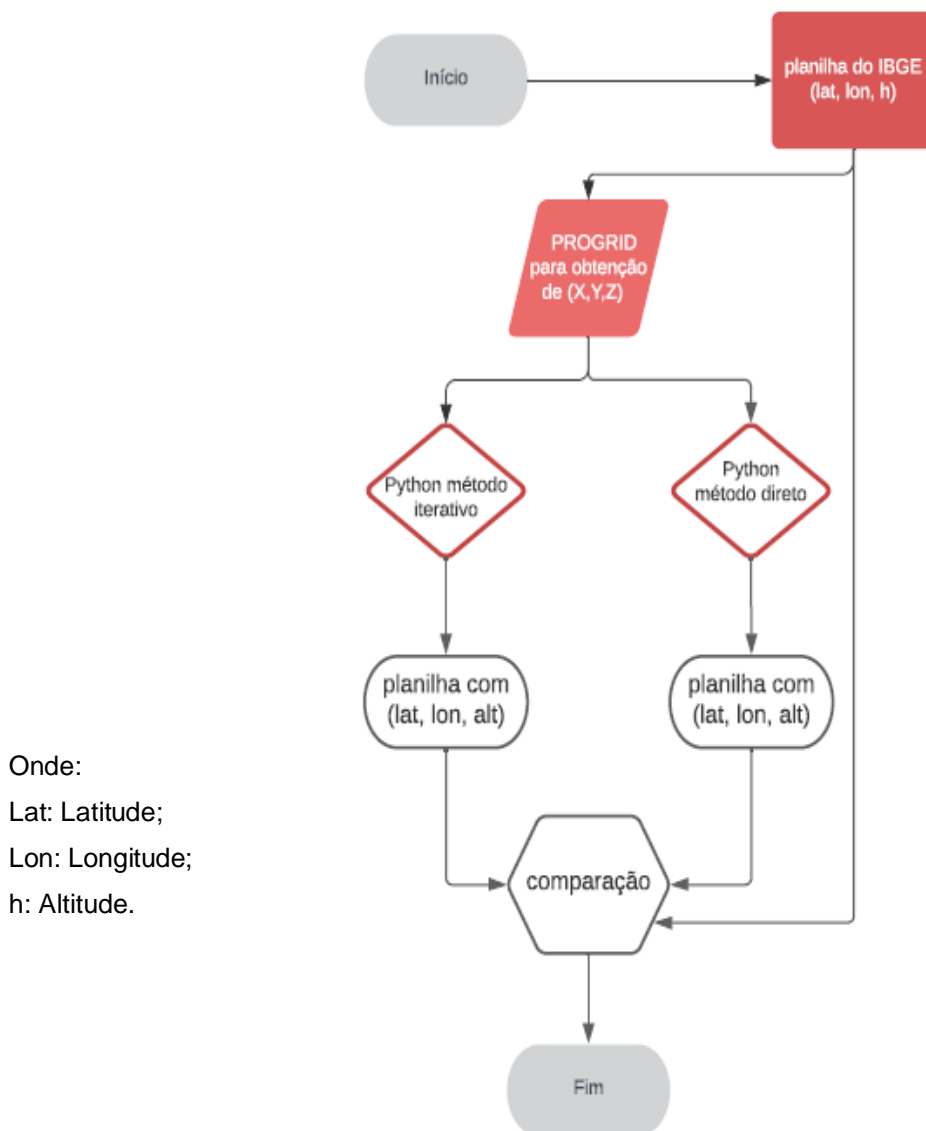 Início
planilha do IBGE
(lat, lon, h)
PROGRID
para obtenção
de (X,Y,Z)
Python método
iterativo
Python
método direto
planilha com
(lat, lon, alt)
planilha com
(lat, lon, alt)
Onde:
Lat: Latitude;
Lon: Longitude;
h: Altitude.
comparação
Fim